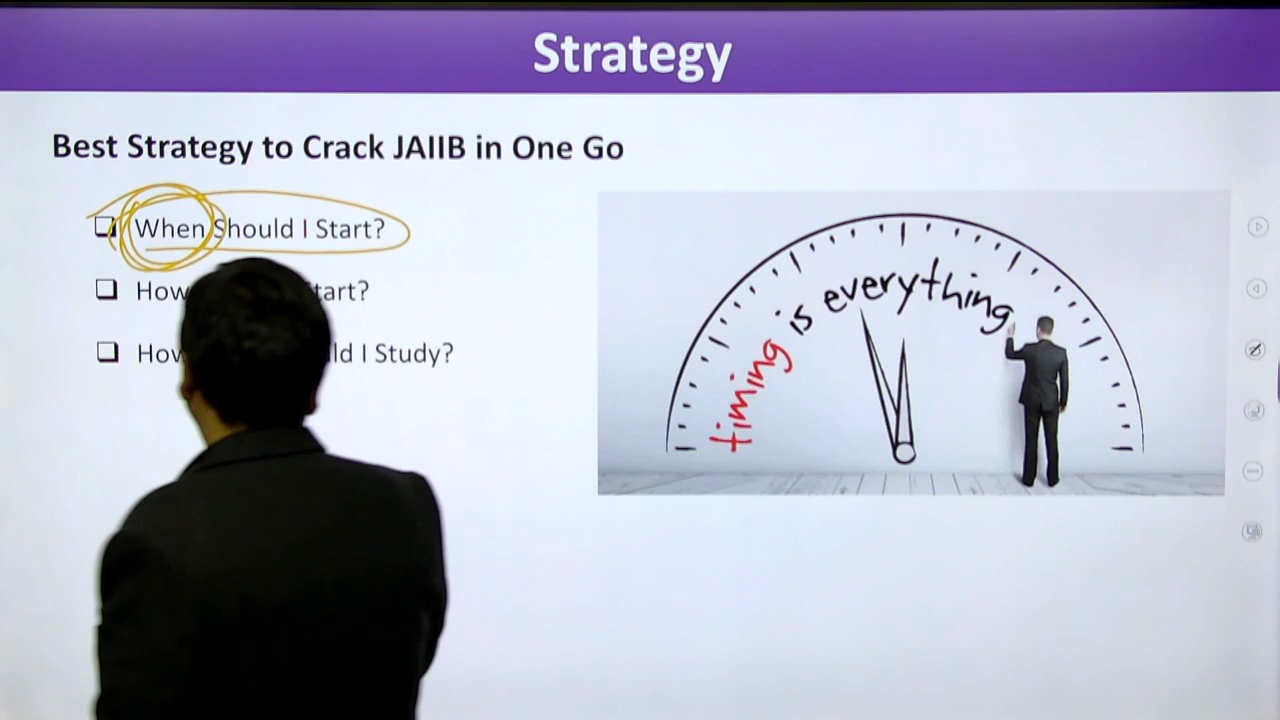 Strategy
Best Strategy to Crack JAIIB in One Go
When Should I Start?
How tart?
How ld I Study?
timing is everything